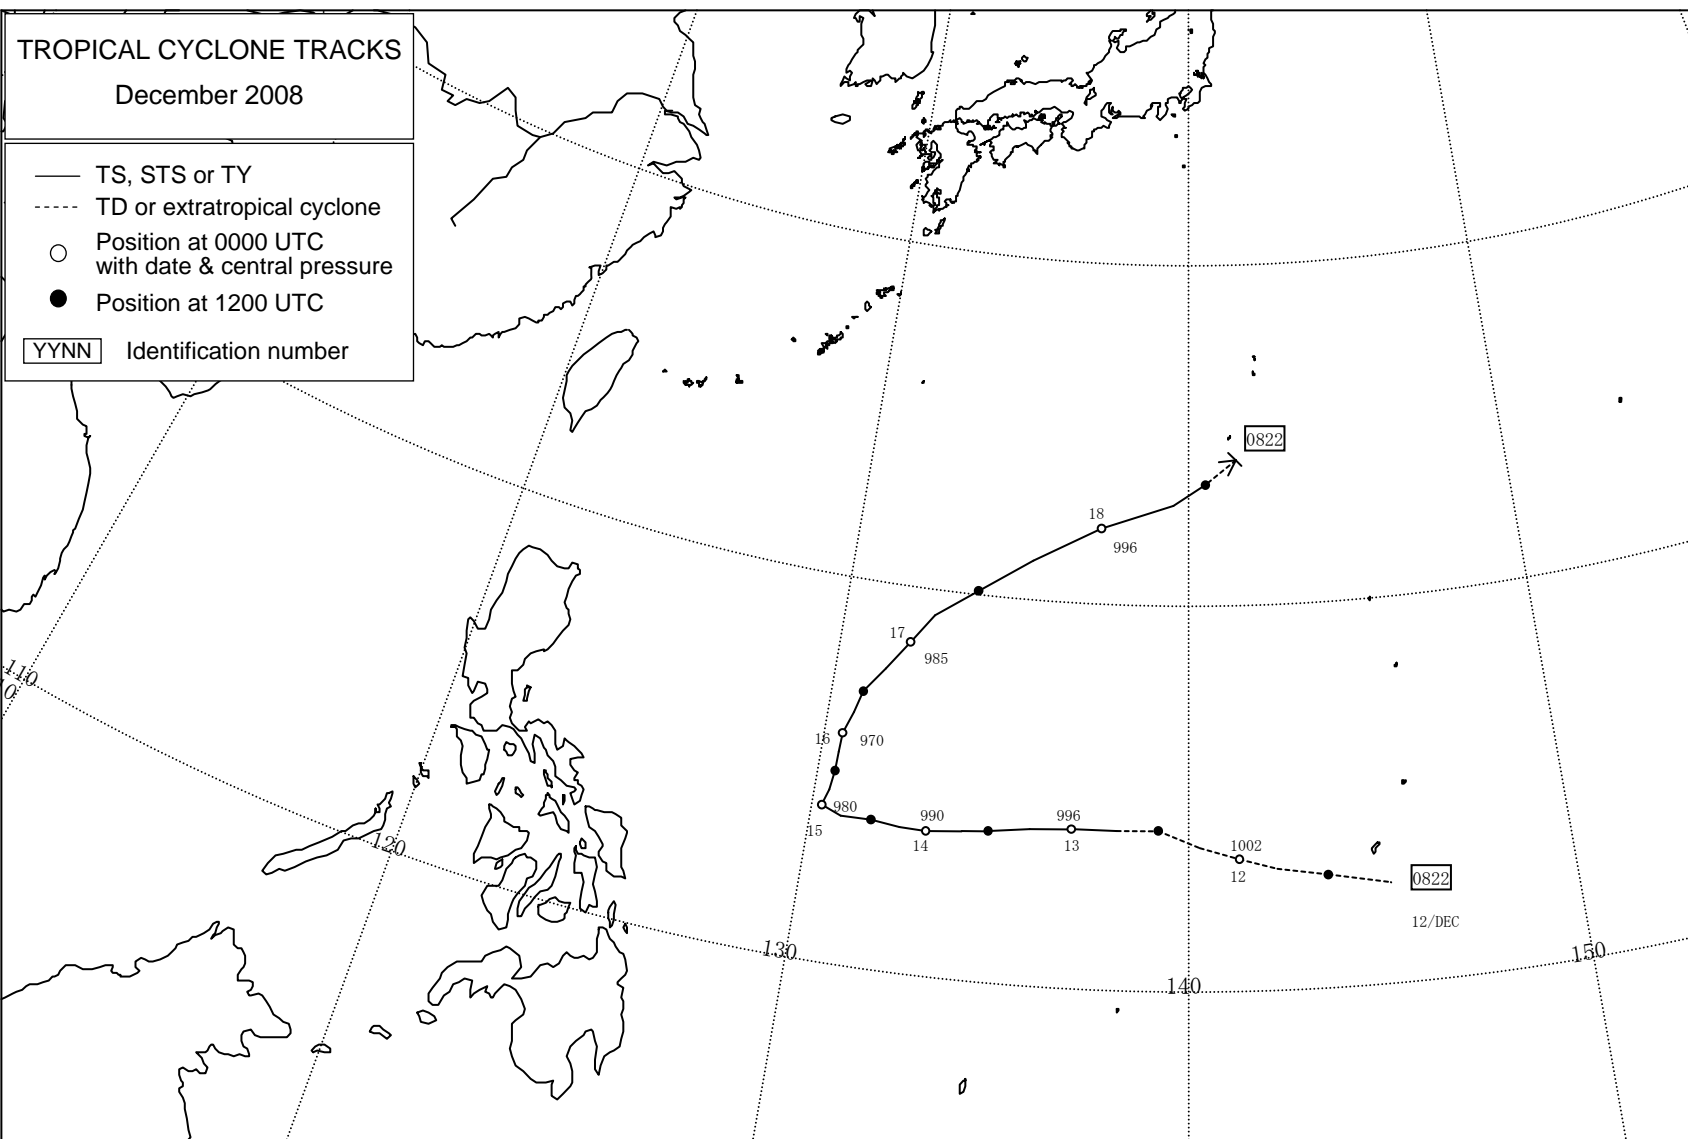 TROPICAL CYCLONE TRACKS
December 2008
TS, STS or TY
TD or extratropical cyclone
Position at 0000 UTC
with date & central pressure
Position at 1200 UTC
YYNN Identification number
0822
18
996
17
985
16 970
980
15
990
14
996
13
1002
12
0822
12/DEC
110
0
120
130
140
150